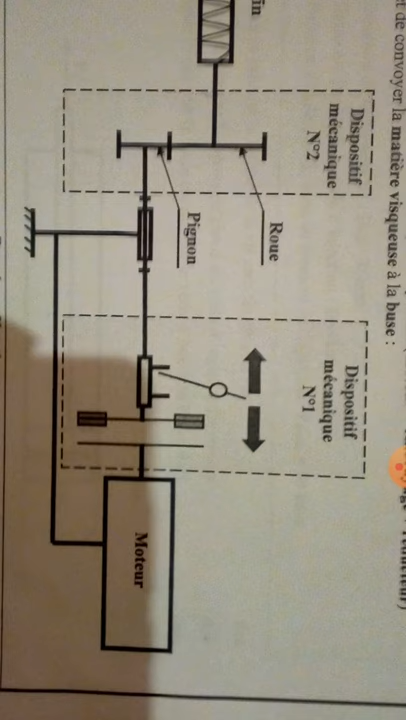 et de convoyer la matière visqueuse à la buse :
Dispositif
mécanique
N°2
Roue
Pignon
Dispositif
mécanique
N°1
Moteur